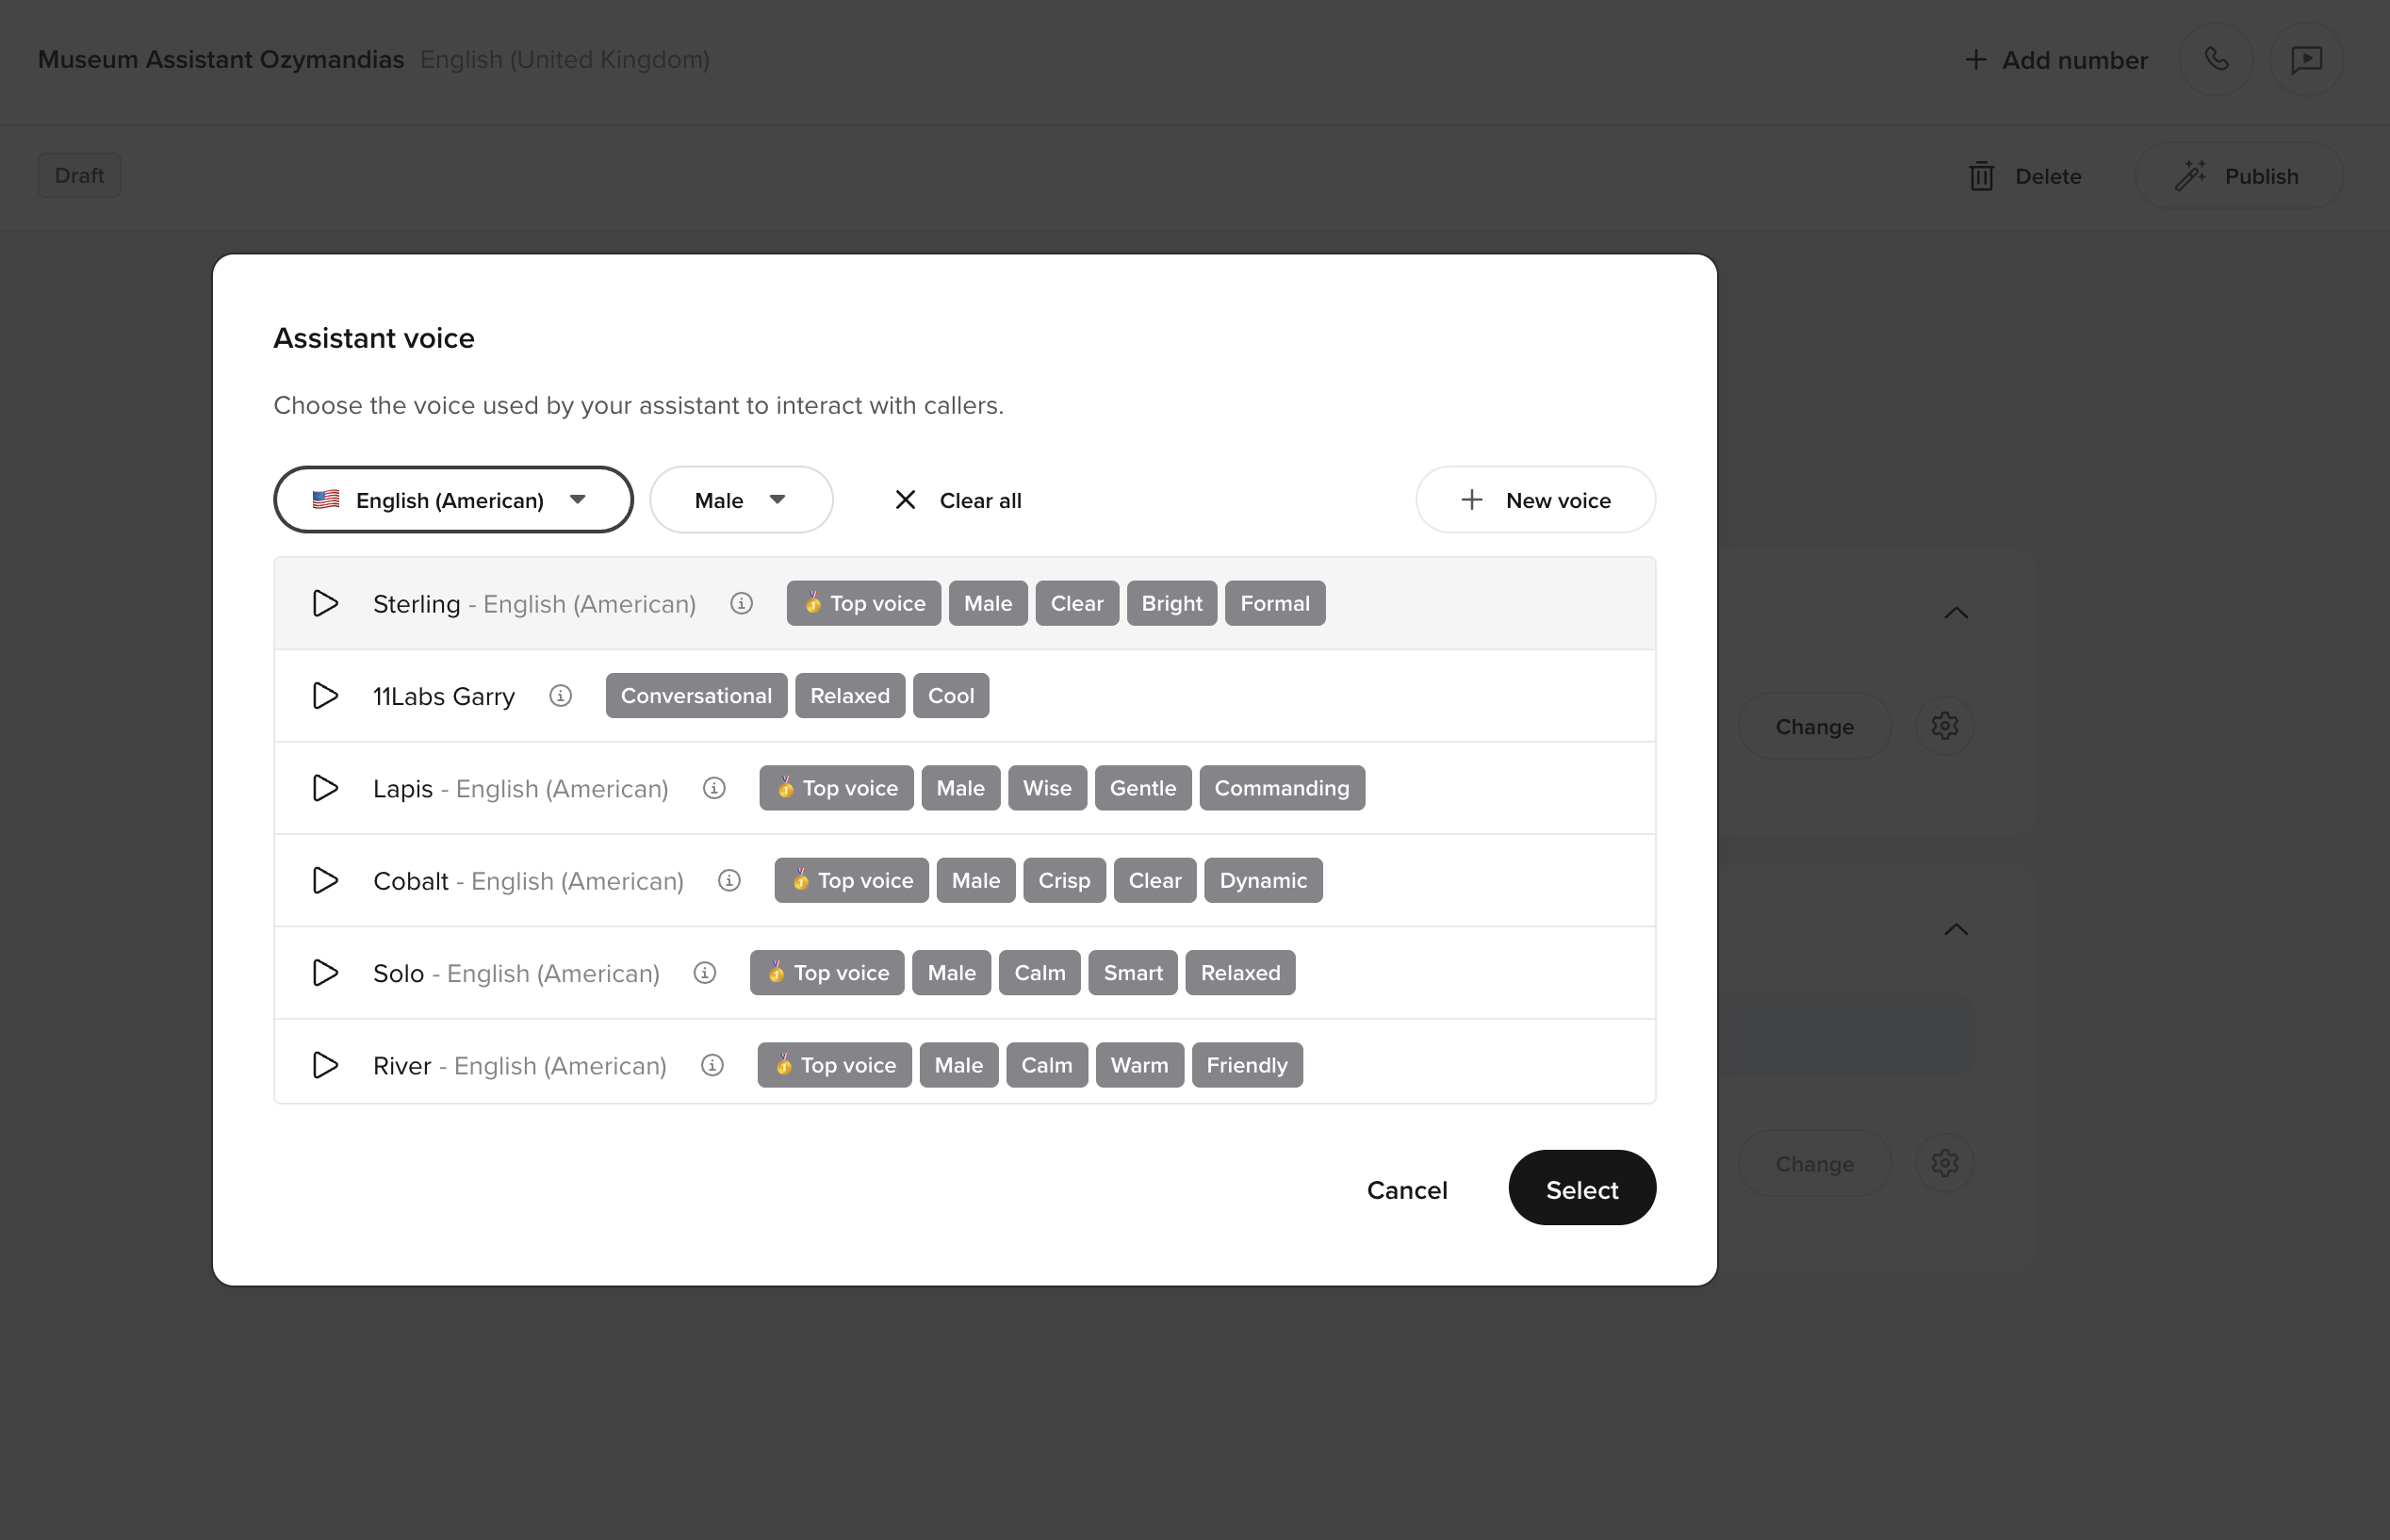 Museum Assistant Ozymandias English (United Kingdom)
Add number
Draft
Delete
Publish
Assistant voice
Choose the voice used by your assistant to interact with callers.
English (American)
Male
Clear all
New voice
Sterling - English (American) Top voice Male Clear Bright Formal
11Labs Garry Conversational Relaxed Cool
Lapis - English (American) Top voice Male Wise Gentle Commanding
Cobalt - English (American) Top voice Male Crisp Clear Dynamic
Solo - English (American) Top voice Male Calm Smart Relaxed
River - English (American) Top voice Male Calm Warm Friendly
Change
Change
Cancel
Select